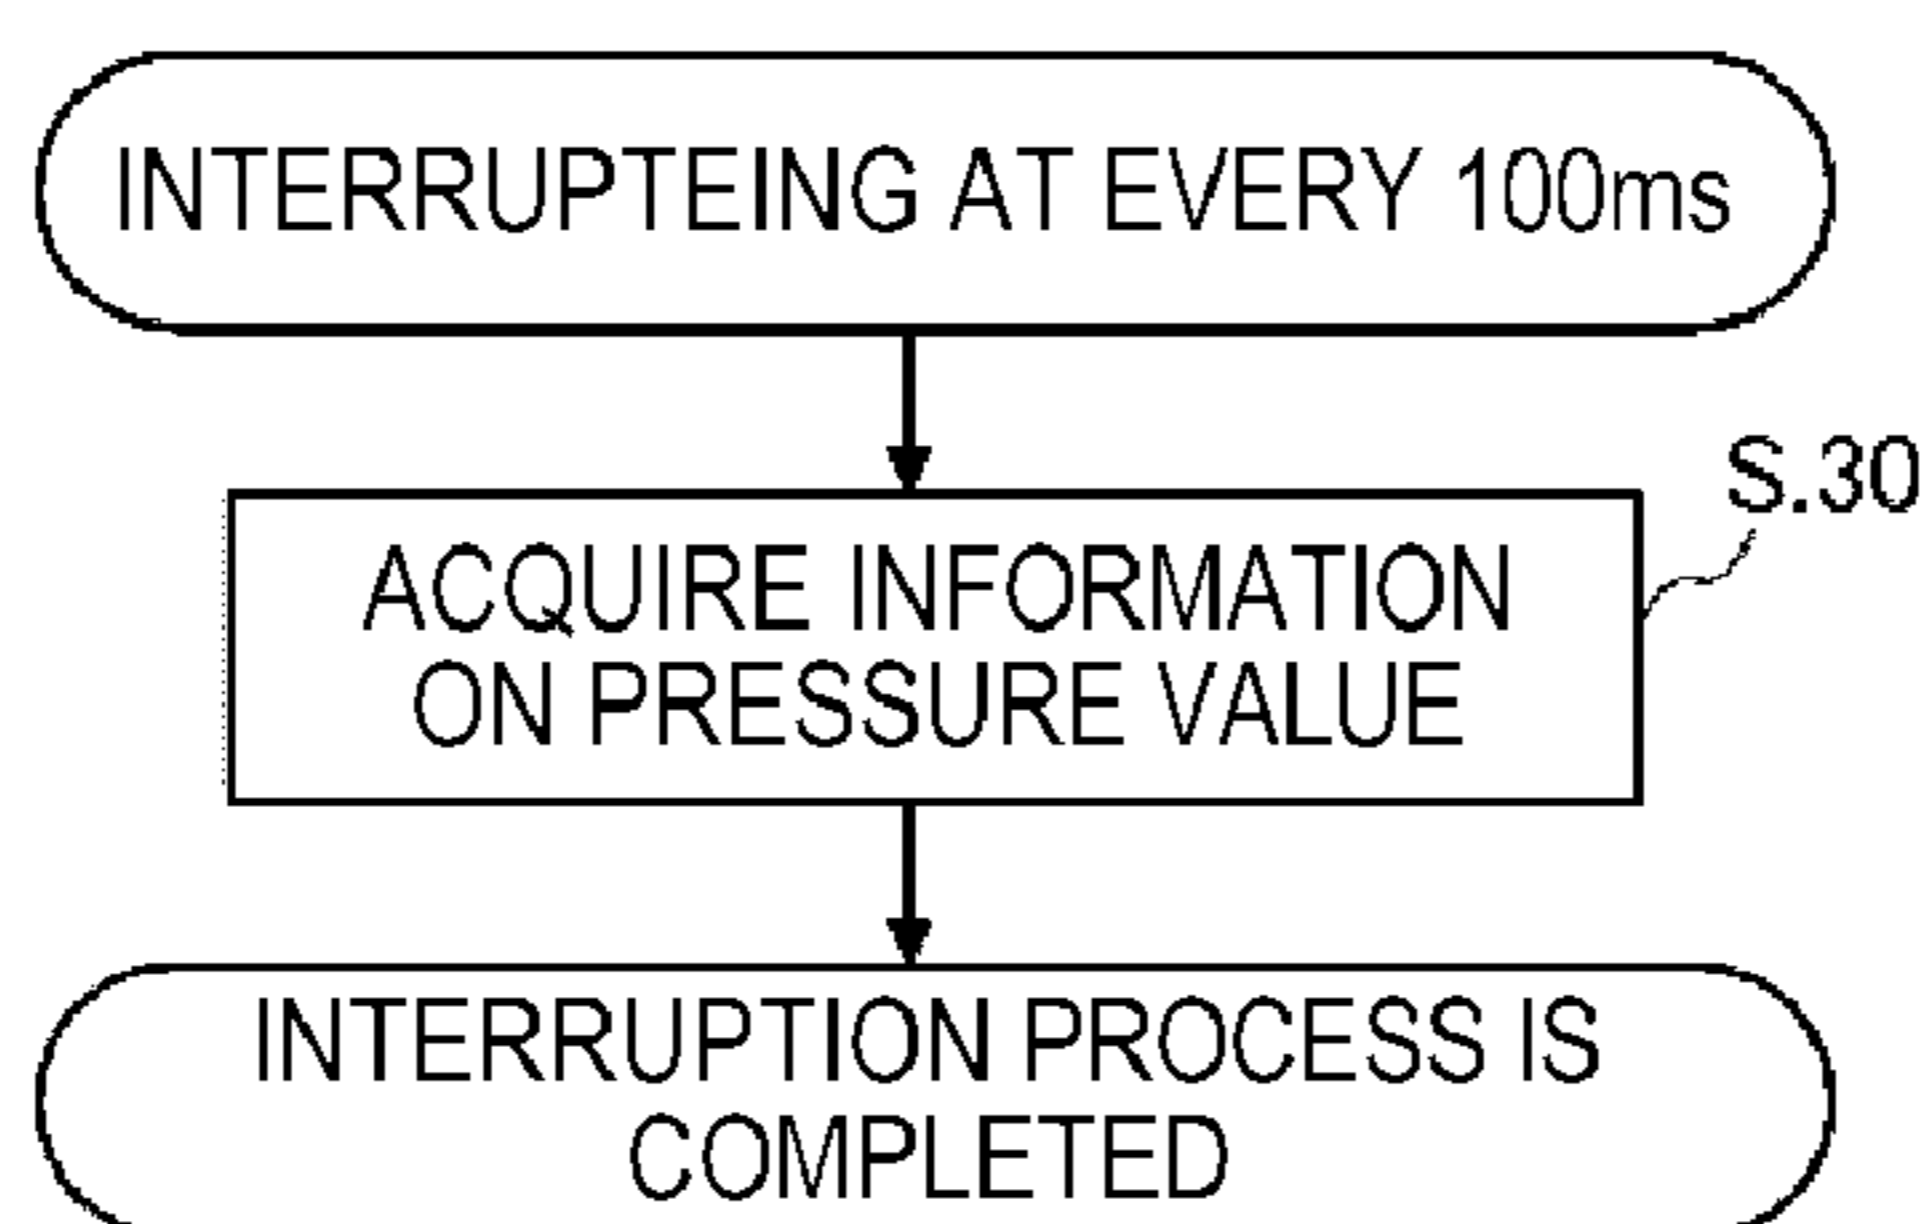 INTERRUPTEING AT EVERY 100ms
S.30
ACQUIRE INFORMATION
ON PRESSURE VALUE
INTERRUPTION PROCESS IS
COMPLETED